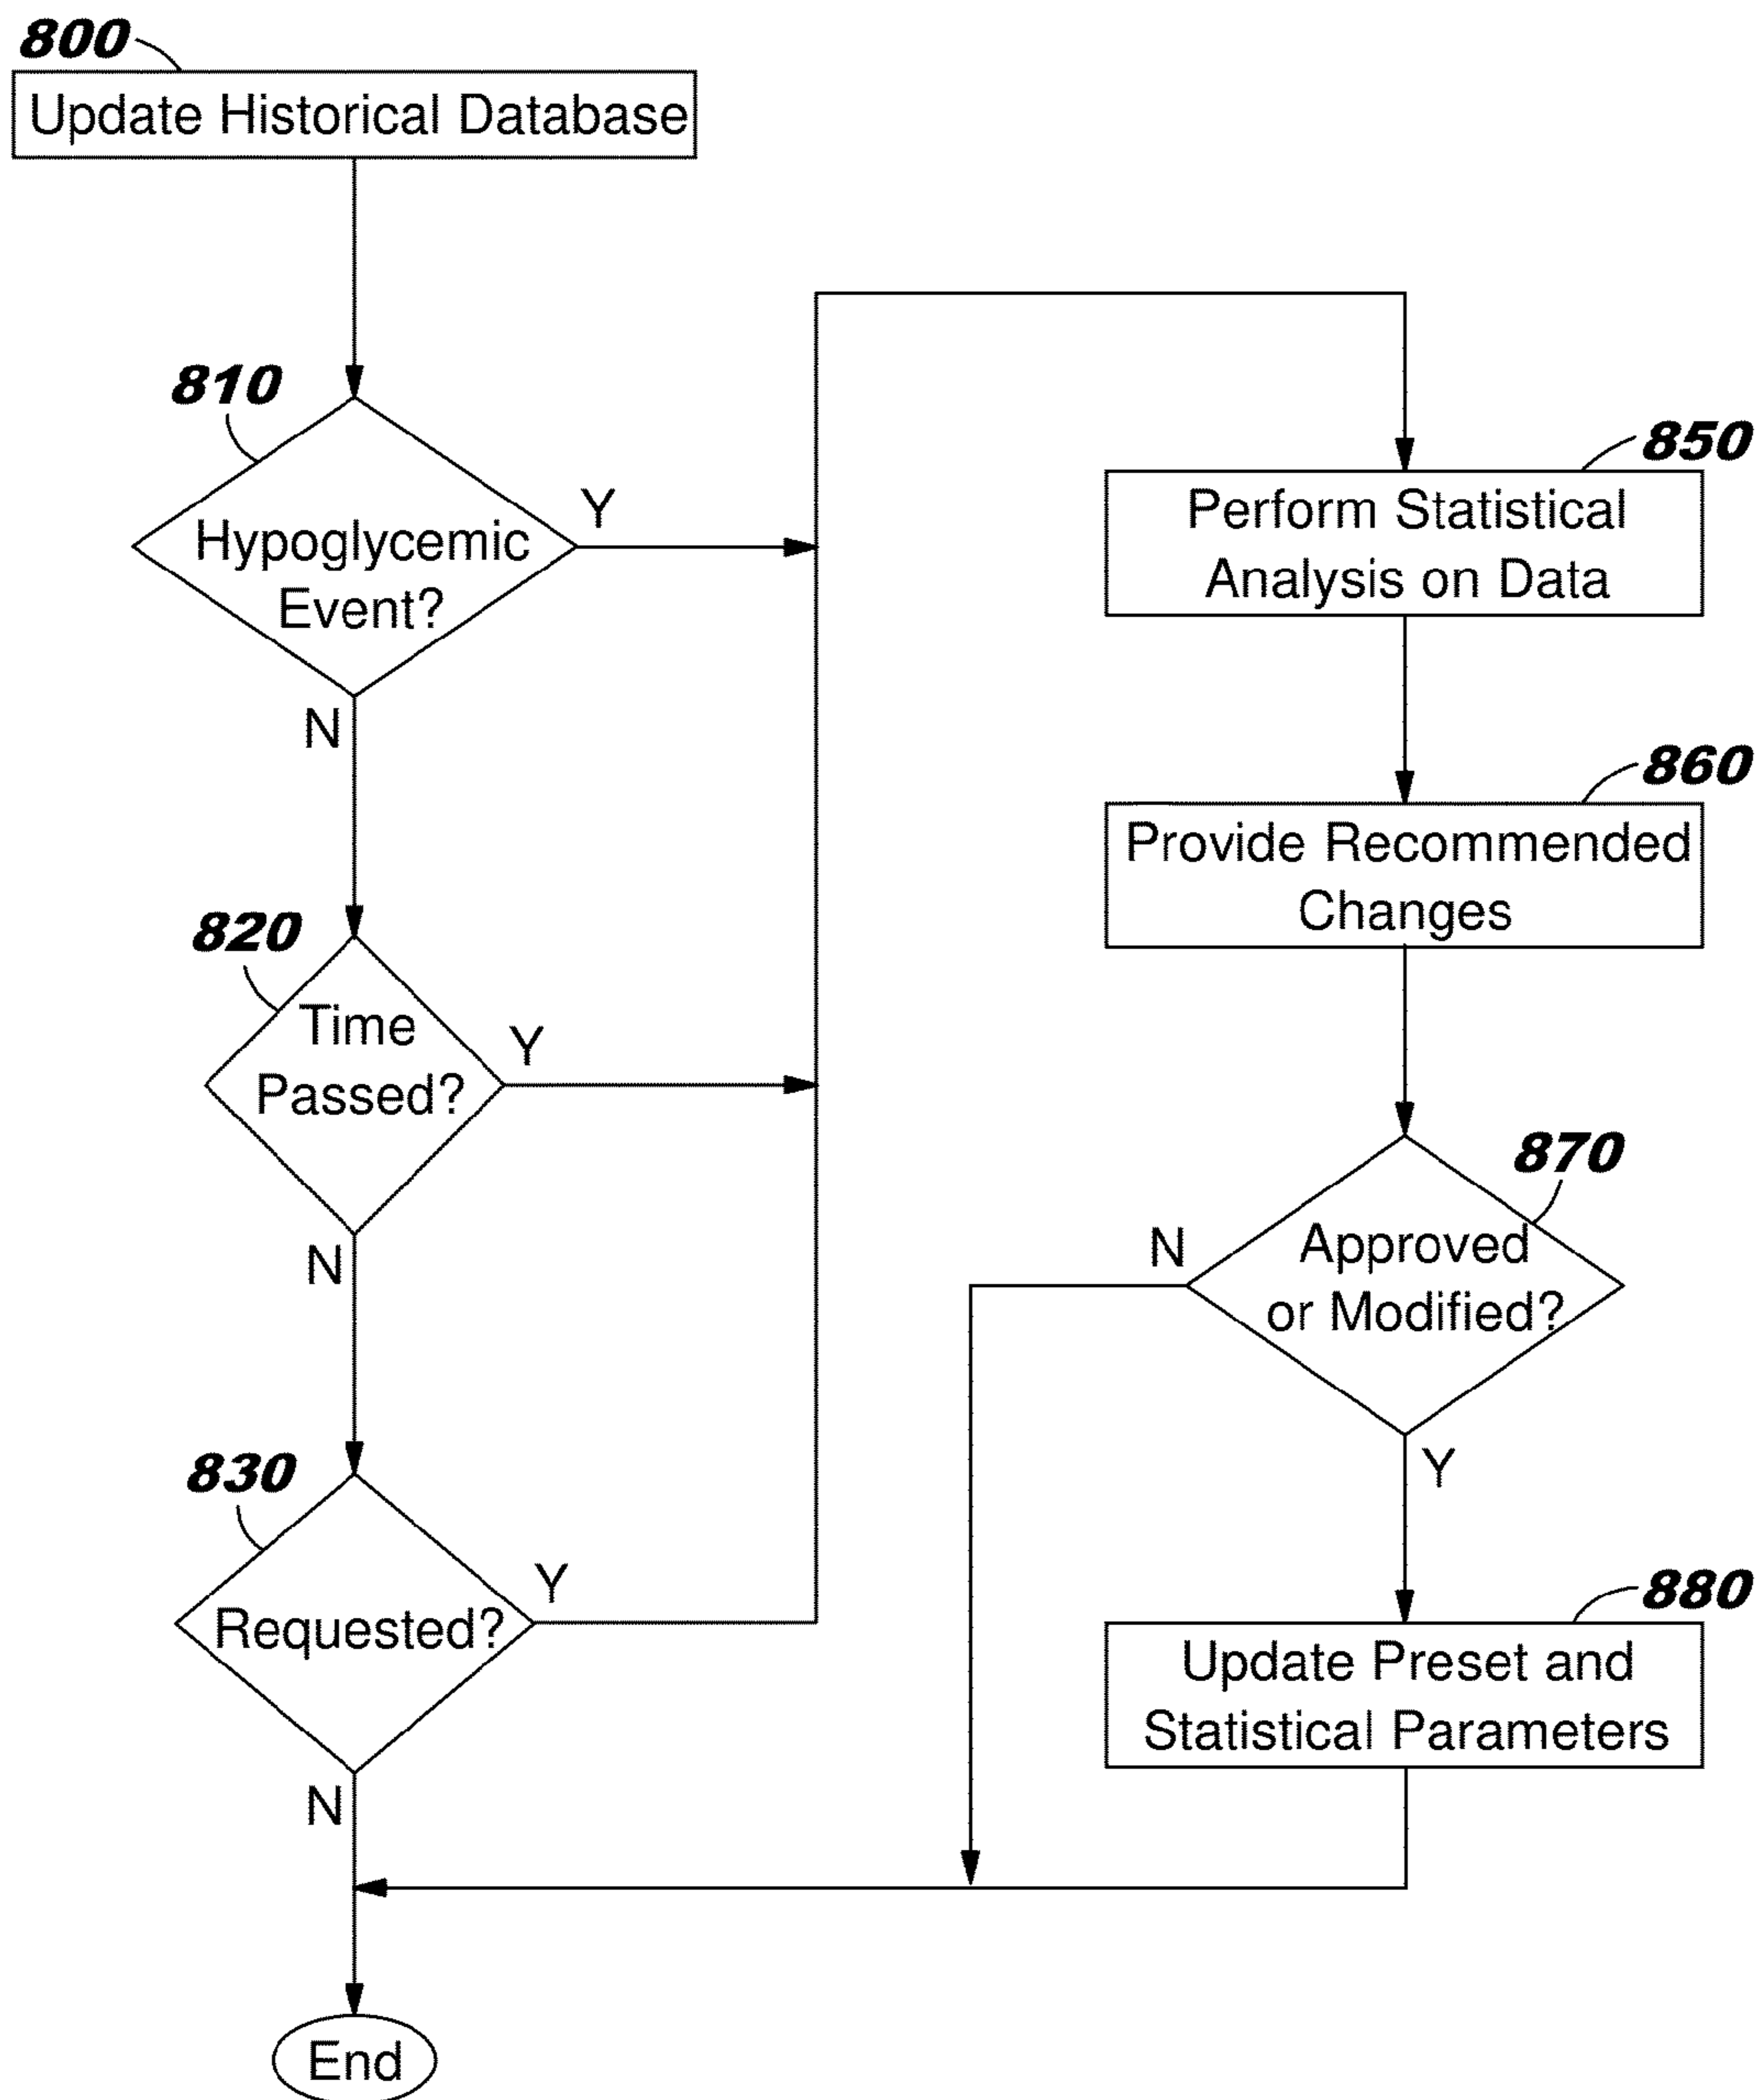 800
Update Historical Database
810
Hypoglycemic
Event?
Y
N
820
Time
Passed?
Y
N
830
Requested?
Y
N
End
850
Perform Statistical
Analysis on Data
860
Provide Recommended
Changes
870
Approved
or Modified?
N
Y
880
Update Preset and
Statistical Parameters